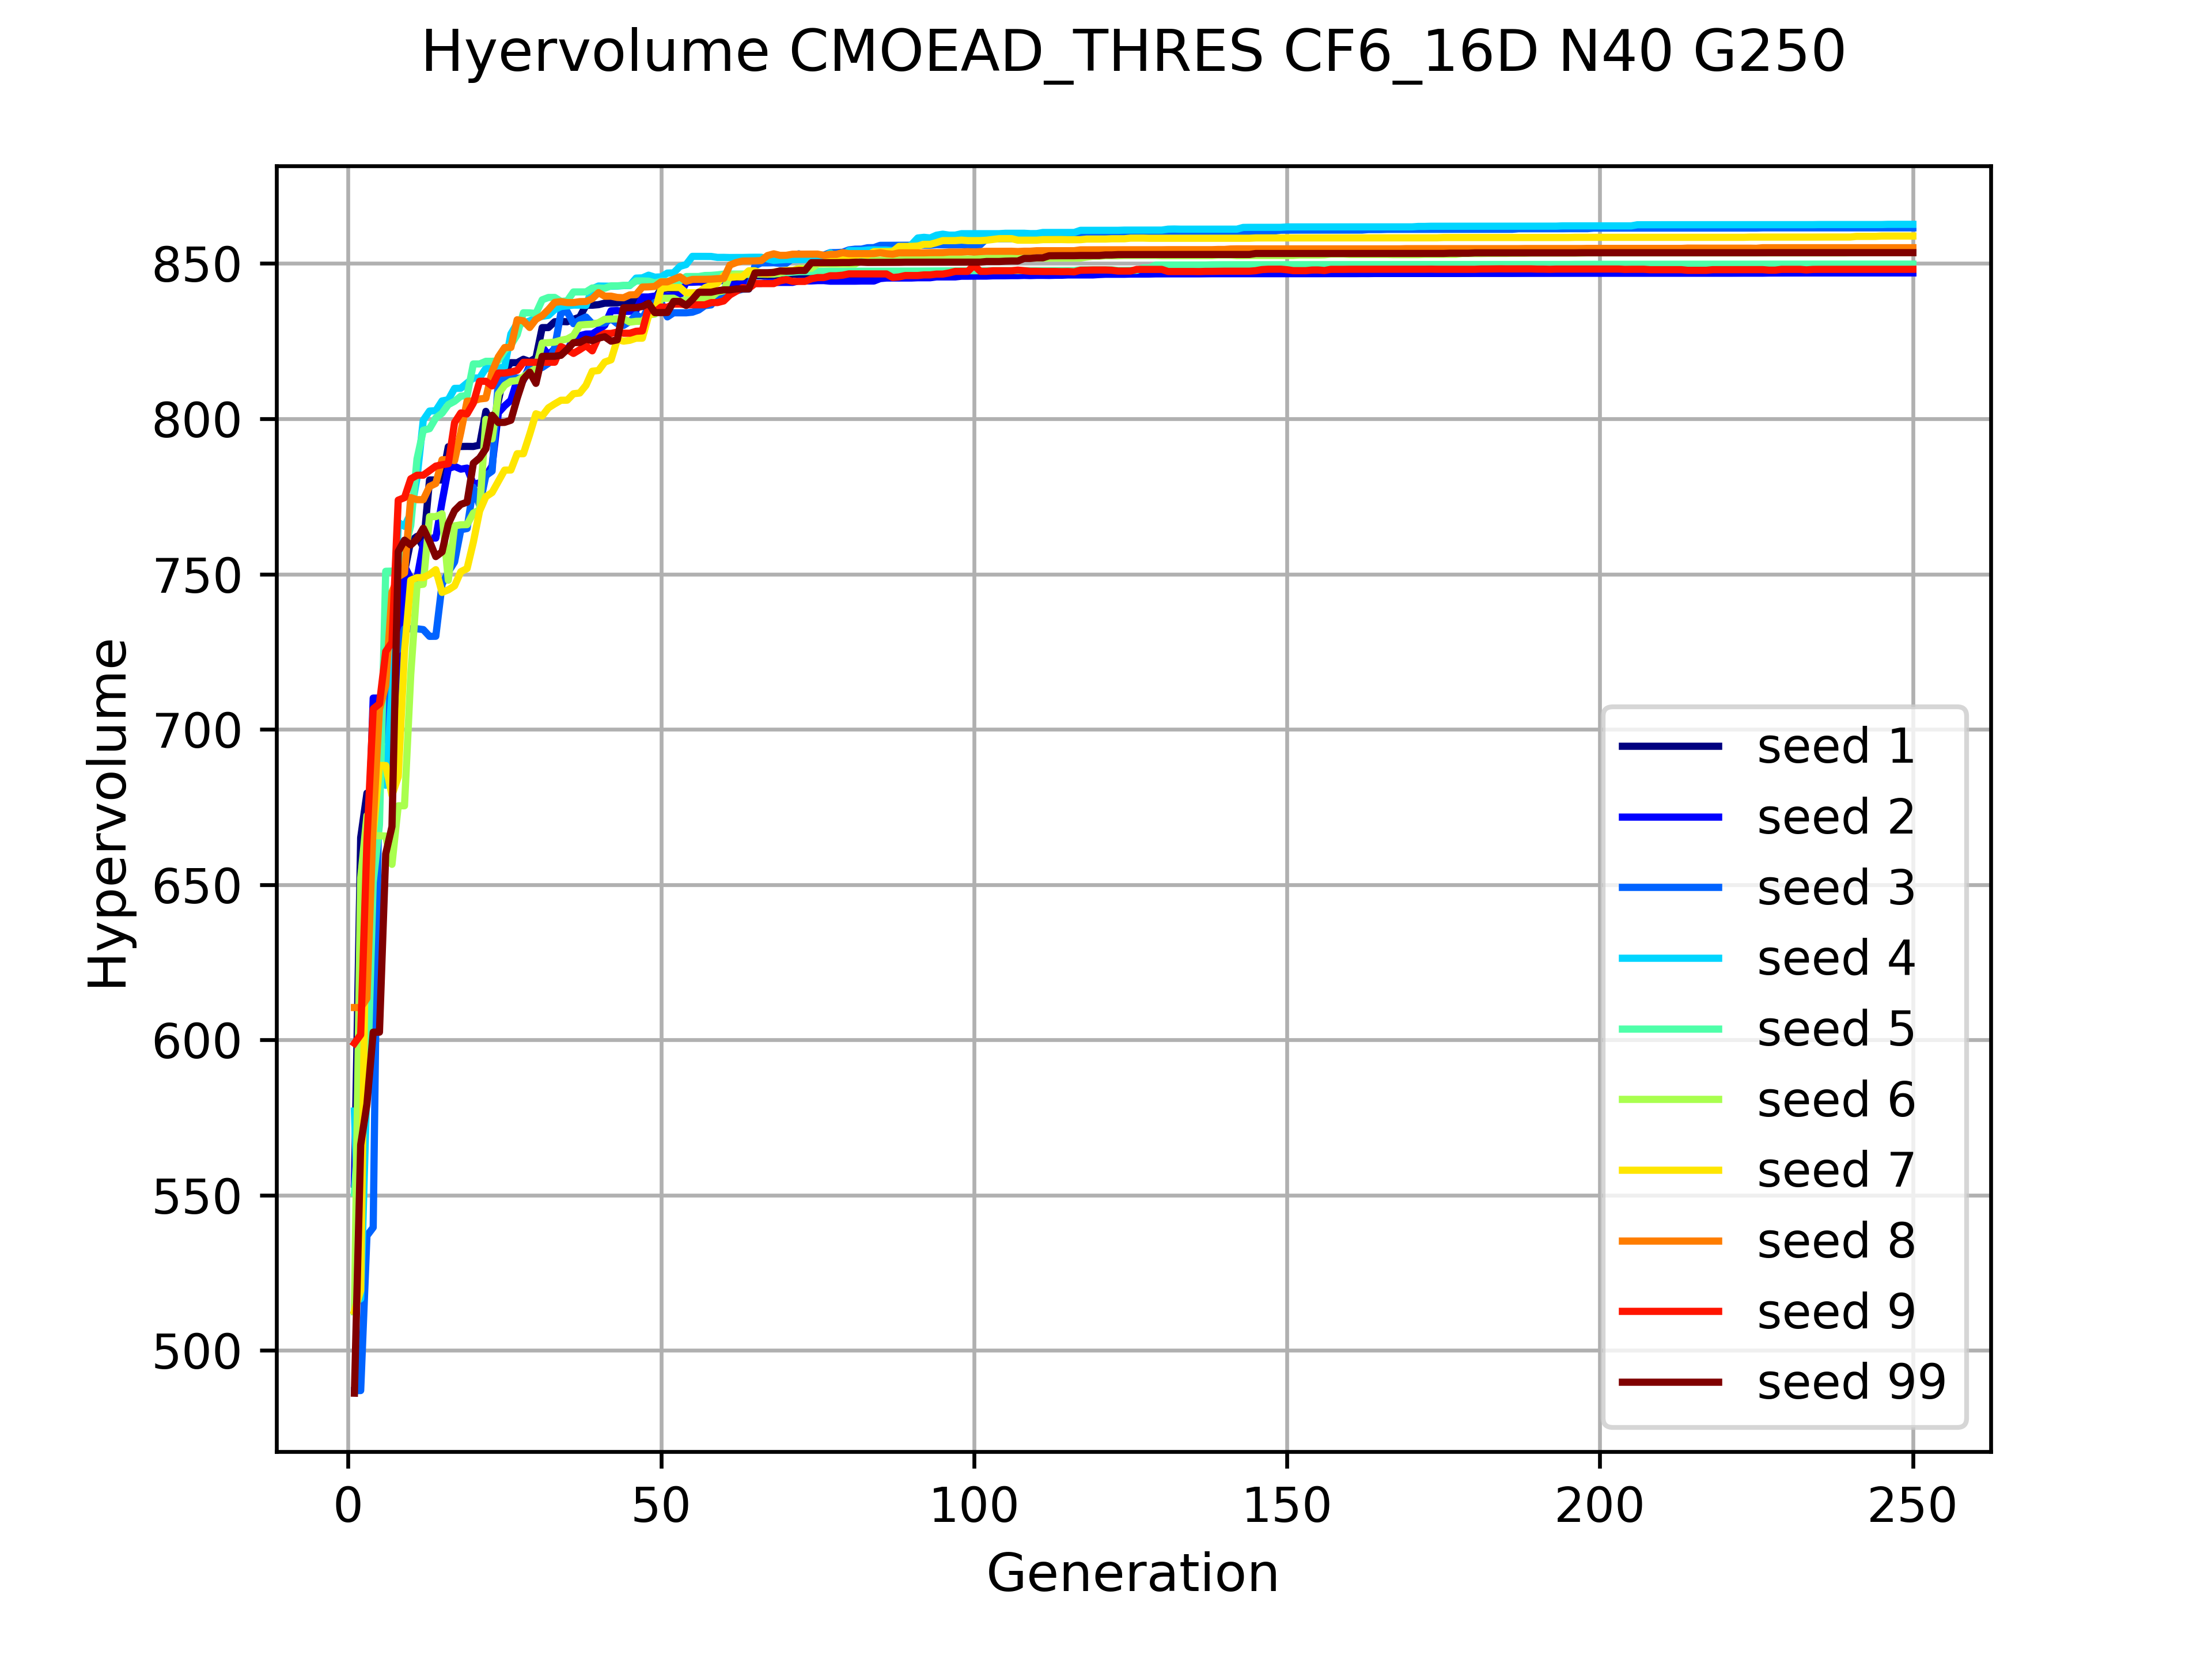 Hyervolume CMOEAD_THRES CF6_16D N40 G250
Hypervolume
850
800
750
700
650
600
550
500
seed 1
seed 2
seed 3
seed 4
seed 5
seed 6
seed 7
seed 8
seed 9
seed 99
0 50 100 150 200 250
Generation